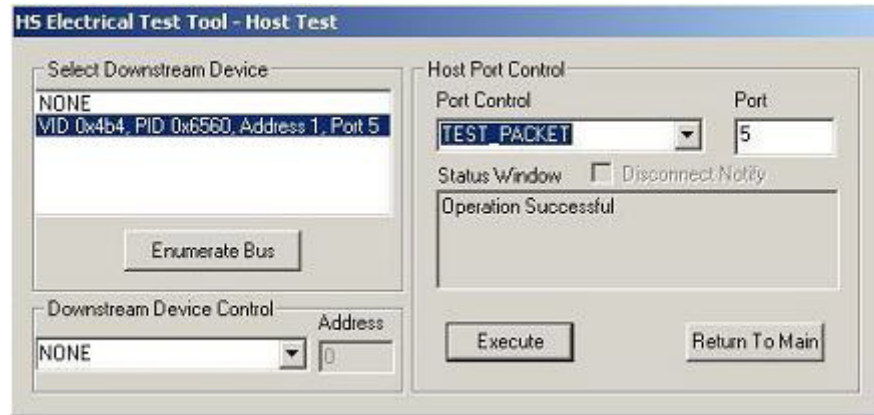 HS Electrical Test Tool - Host Test
Select Downstream Device
NONE
VID 0x4b4, PID 0x6560, Address 1, Port 5
Enumerate Bus
Downstream Device Control
Address
NONE
0
Host Port Control
Port Control
Port
TEST_PACKET
5
Status Window
Disconnect Notify
Operation Successful
Execute
Return To Main